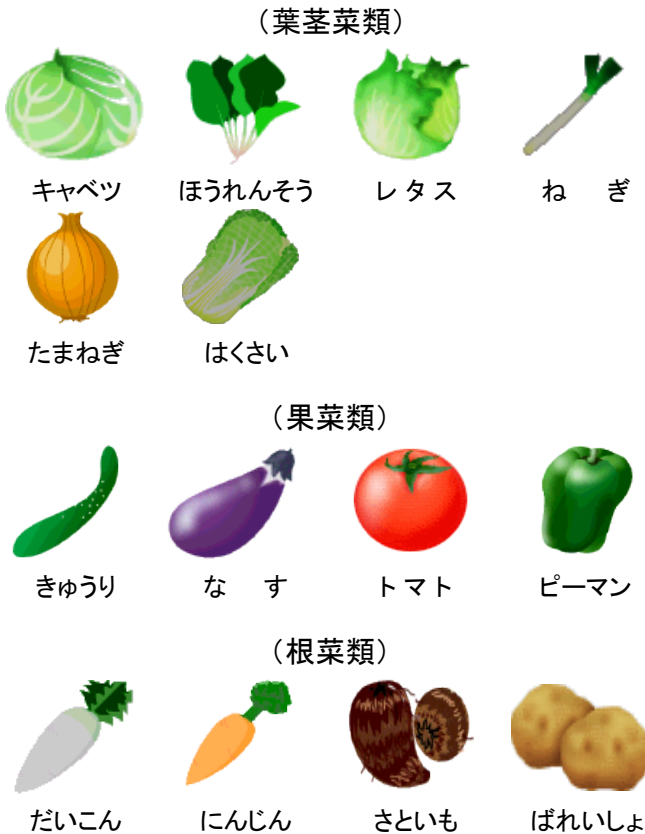 (葉茎菜類)
キャベツ ほうれんそう レタス ねぎ
たまねぎ はくさい
(果菜類)
きゅうり なす トマト ピーマン
(根菜類)
だいこん にんじん さといも ばれいしょ